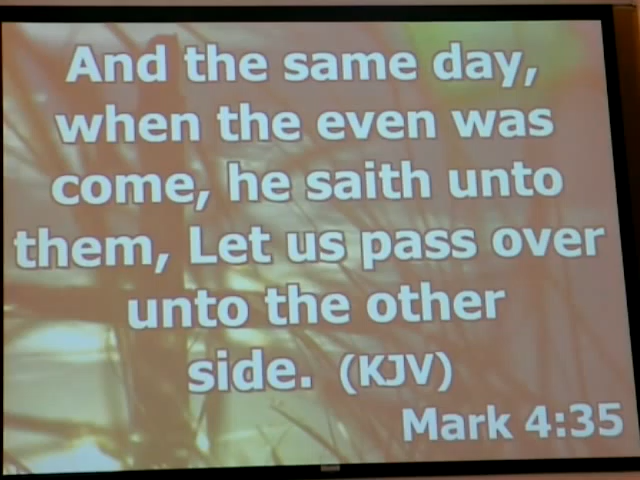 And the same day,
when the even was
come, he saith unto
them, Let us pass over
unto the other
side. (KJV)
Mark 4:35